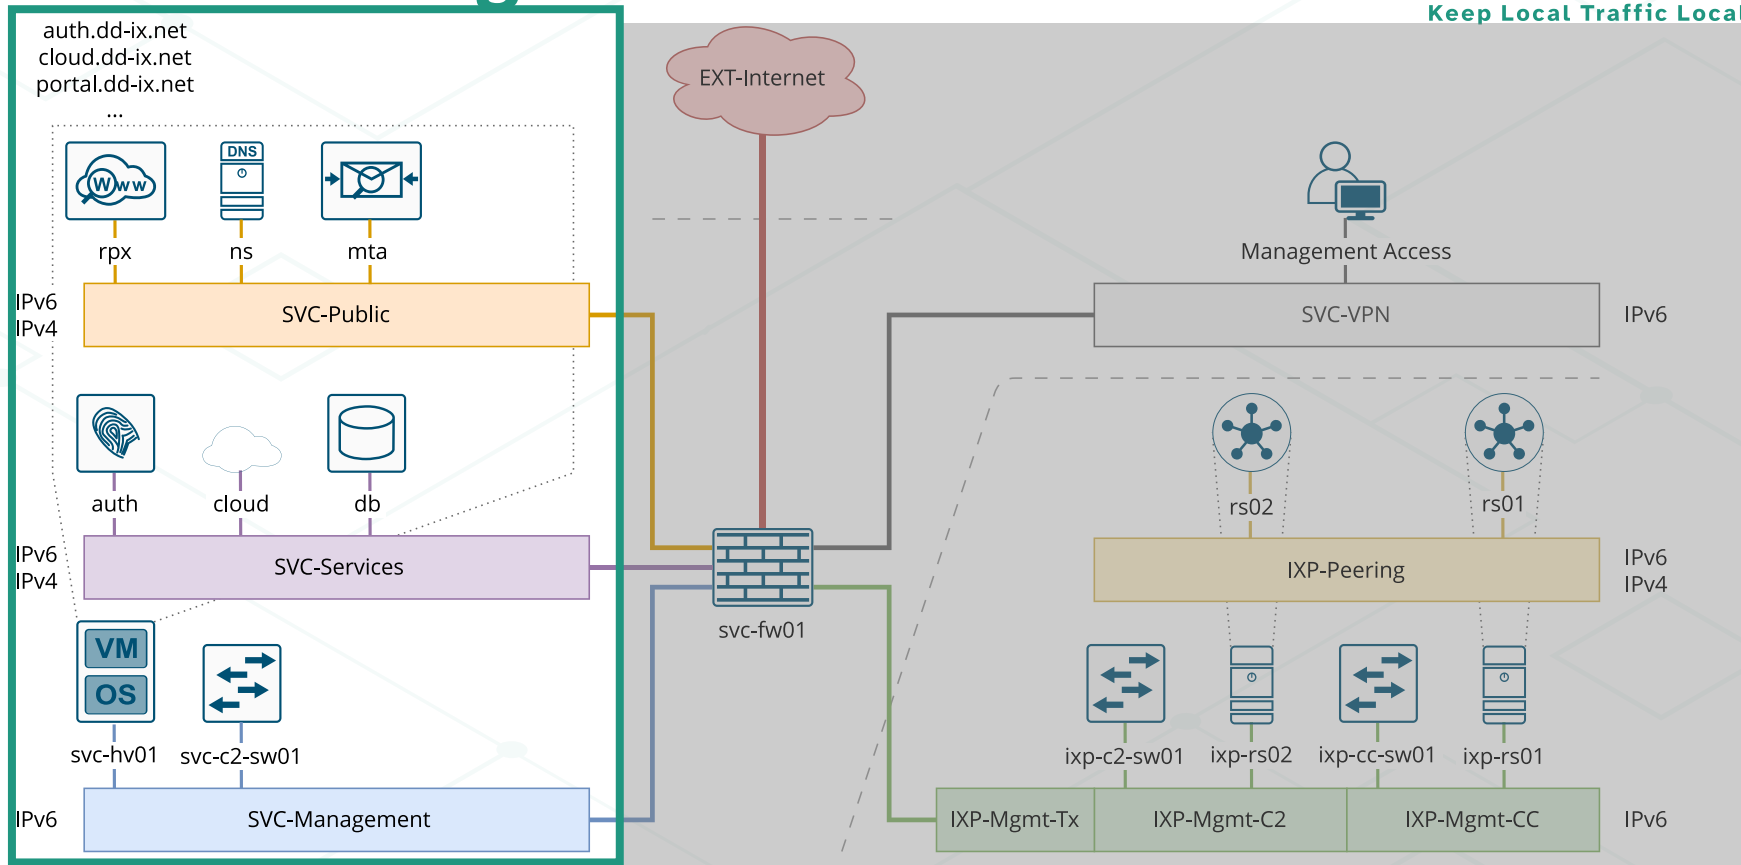 Keep Local Traffic Local
auth.dd-ix.net
cloud.dd-ix.net
portal.dd-ix.net
...
EXT-Internet
DNS
Www
rpx
ns
mta
Management Access
IPv6
IPv4
SVC-Public
SVC-VPN
IPv6
auth
cloud
db
rs02
rs01
IPv6
IPv4
SVC-Services
IXP-Peering
IPv6
IPv4
svc-fw01
VM
OS
svc-hv01
svc-c2-sw01
ixp-c2-sw01
ixp-rs02
ixp-cc-sw01
ixp-rs01
IPv6
SVC-Management
IXP-Mgmt-Tx
IXP-Mgmt-C2
IXP-Mgmt-CC
IPv6